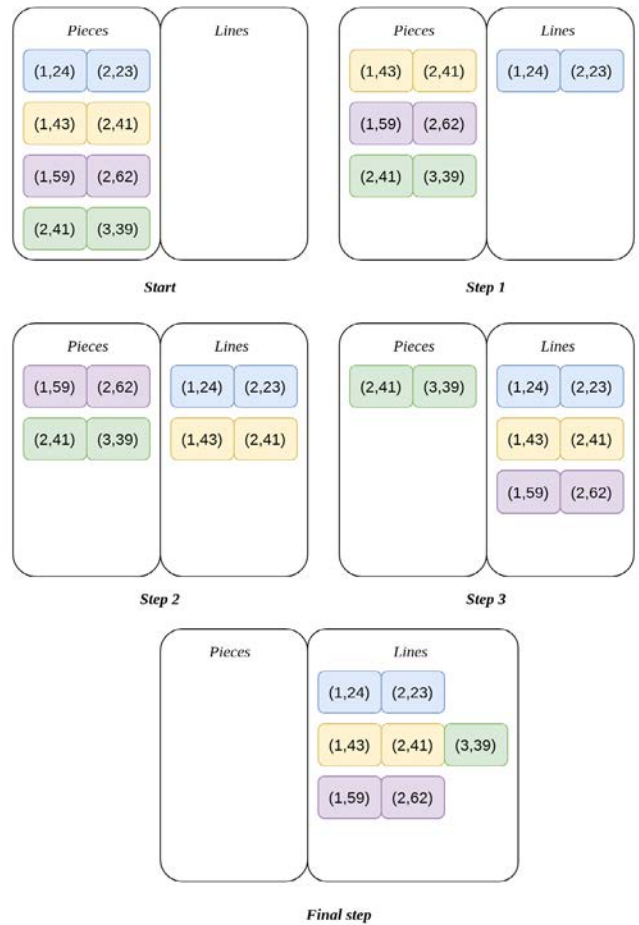 Pieces Lines
(1,24) (2,23)
(1,43) (2,41)
(1,59) (2,62)
(2,41) (3,39)
Start
Pieces Lines
(1,43) (2,41) (1,24) (2,23)
(1,59) (2,62)
(2,41) (3,39)
Step 1
Pieces Lines
(1,59) (2,62) (1,24) (2,23)
(2,41) (3,39) (1,43) (2,41)
Step 2
Pieces Lines
(2,41) (3,39) (1,24) (2,23)
(1,43) (2,41)
(1,59) (2,62)
Step 3
Pieces Lines
(1,24) (2,23)
(1,43) (2,41) (3,39)
(1,59) (2,62)
Final step